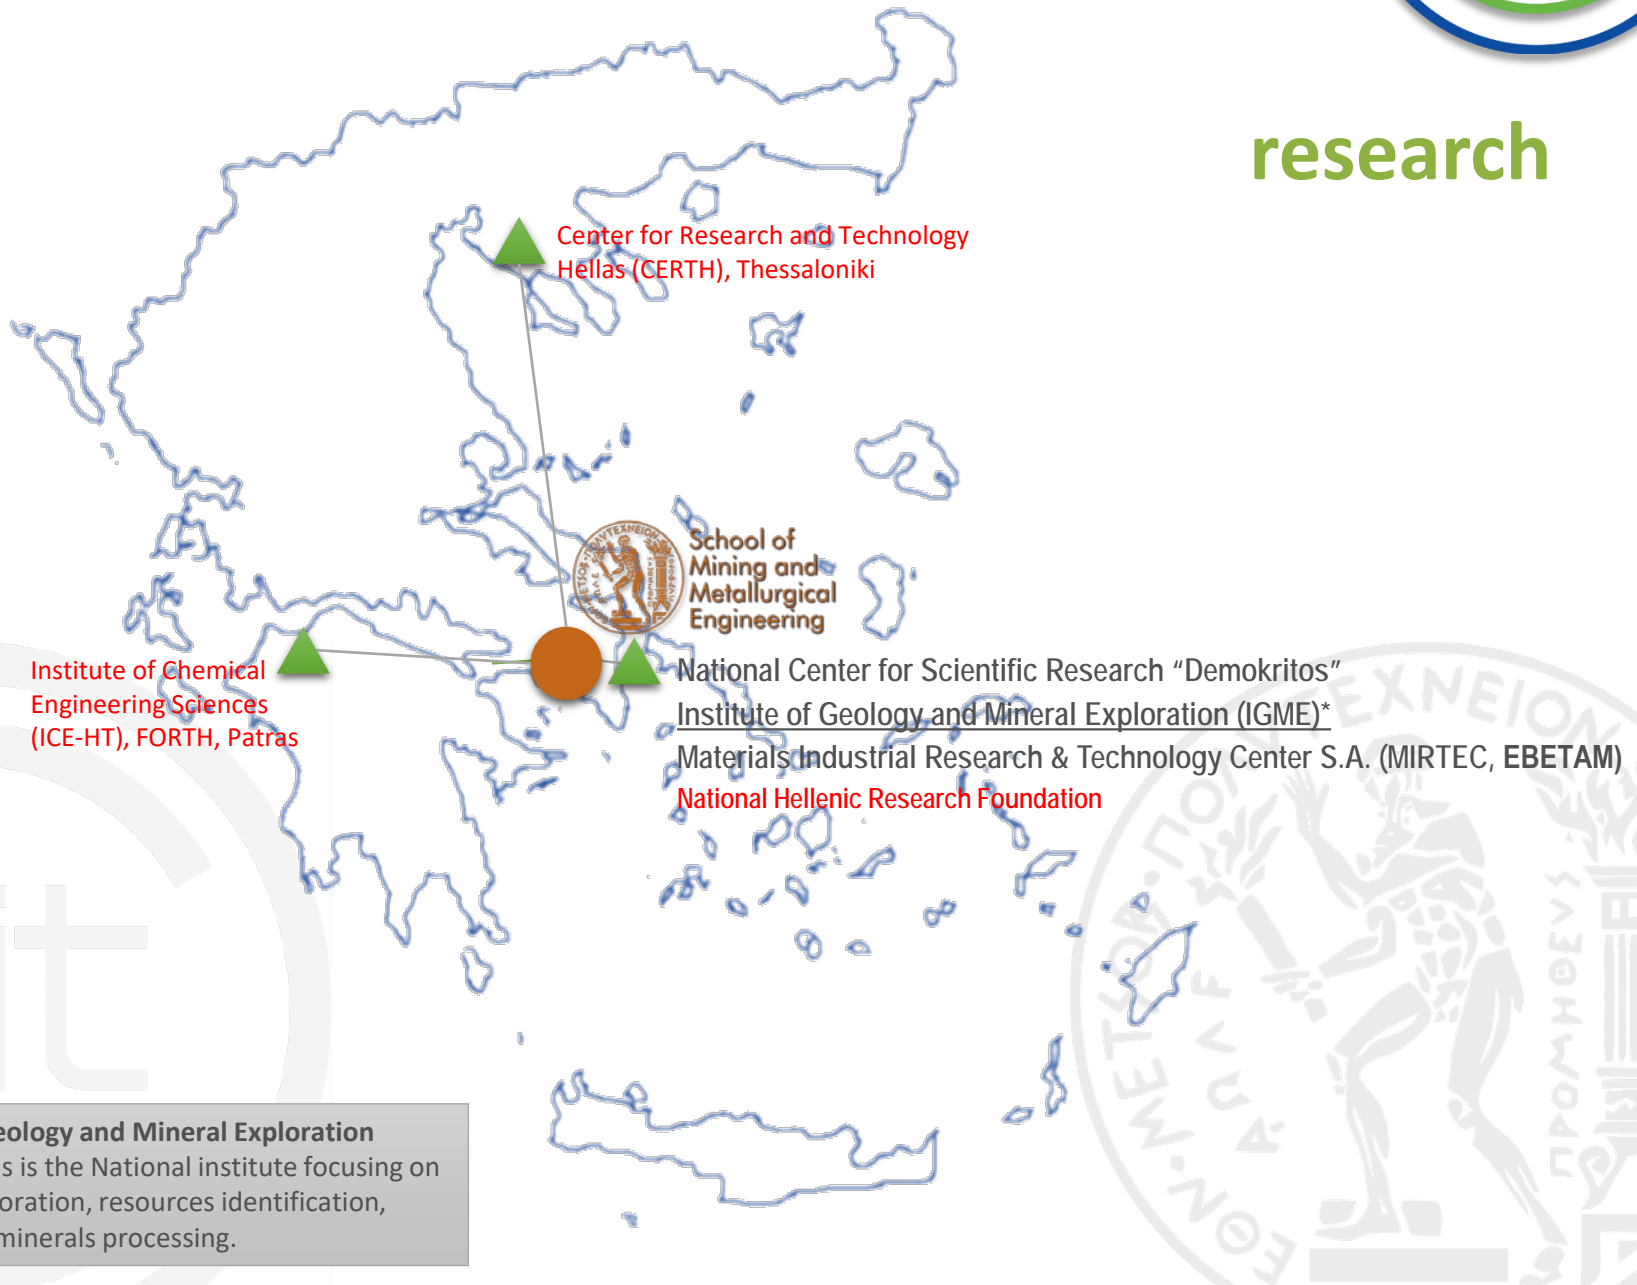 research
Center for Research and Technology
Hellas (CERTH), Thessaloniki
School of
Mining and
Metallurgical
Engineering
Institute of Chemical
Engineering Sciences
(ICE-HT), FORTH, Patras
National Center for Scientific Research “Demokritos”
Institute of Geology and Mineral Exploration (IGME)*
Materials Industrial Research & Technology Center S.A. (MIRTEC, EBETAM)
National Hellenic Research Foundation
eology and Mineral Exploration
s is the National institute focusing on
oration, resources identification,
minerals processing.
ΠΡΟΜΗΘΕΥΣ
it